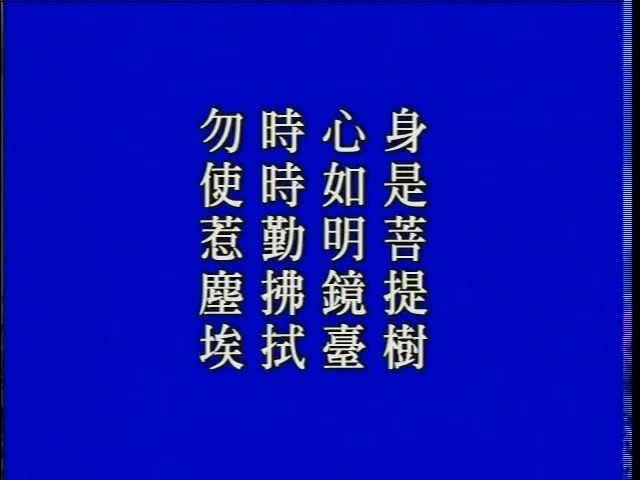 身是菩提樹
心如明鏡臺
時時勤拂拭
勿使惹塵埃